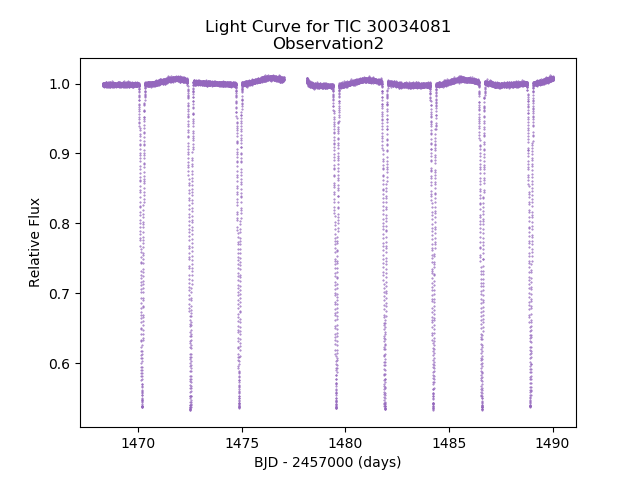 Light Curve for TIC 30034081
Observation2
1.0
0.9
0.8
0.7
0.6
Relative Flux
1470
1475
1480
1485
1490
BJD - 2457000 (days)